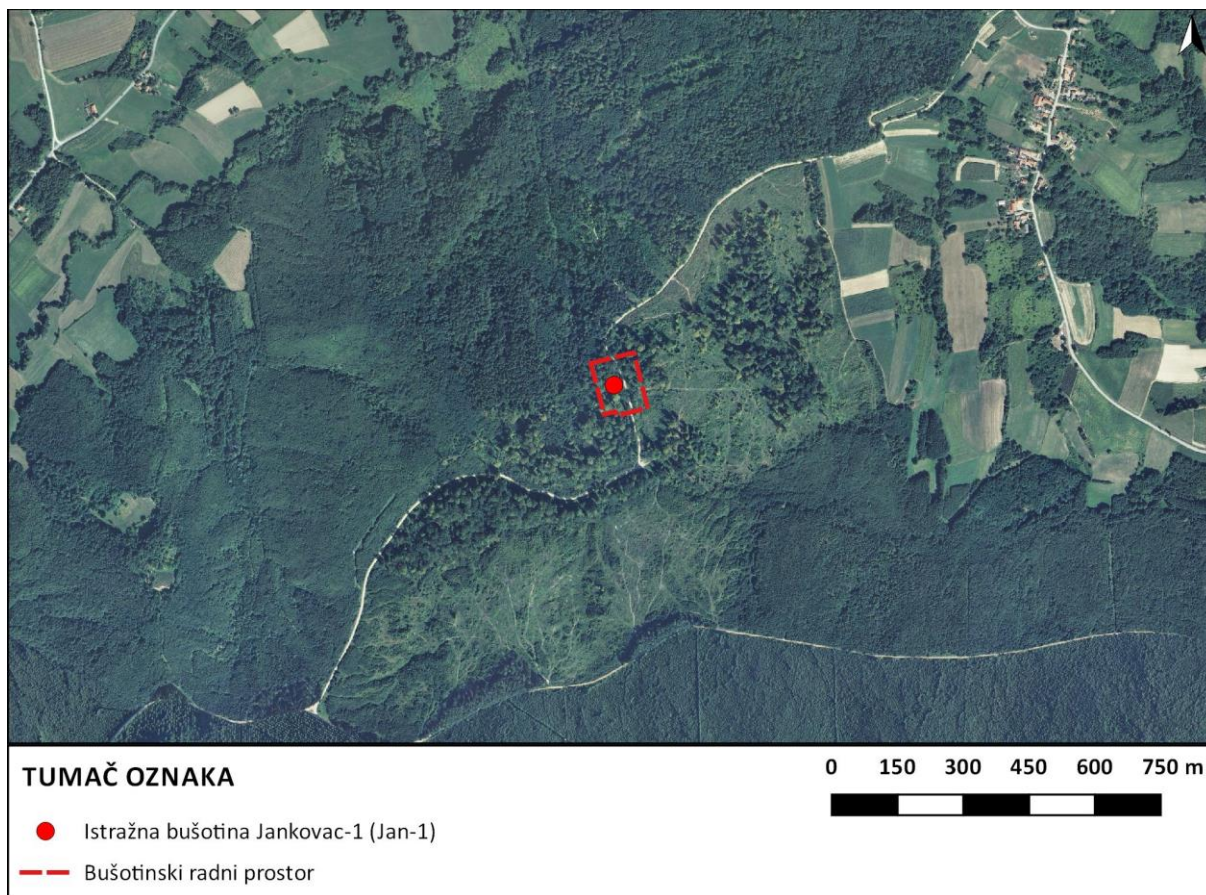 TUMAČ OZNAKA
Istražna bušotina Jankovac-1 (Jan-1)
Bušotinski radni prostor
0 150 300 450 600 750 m